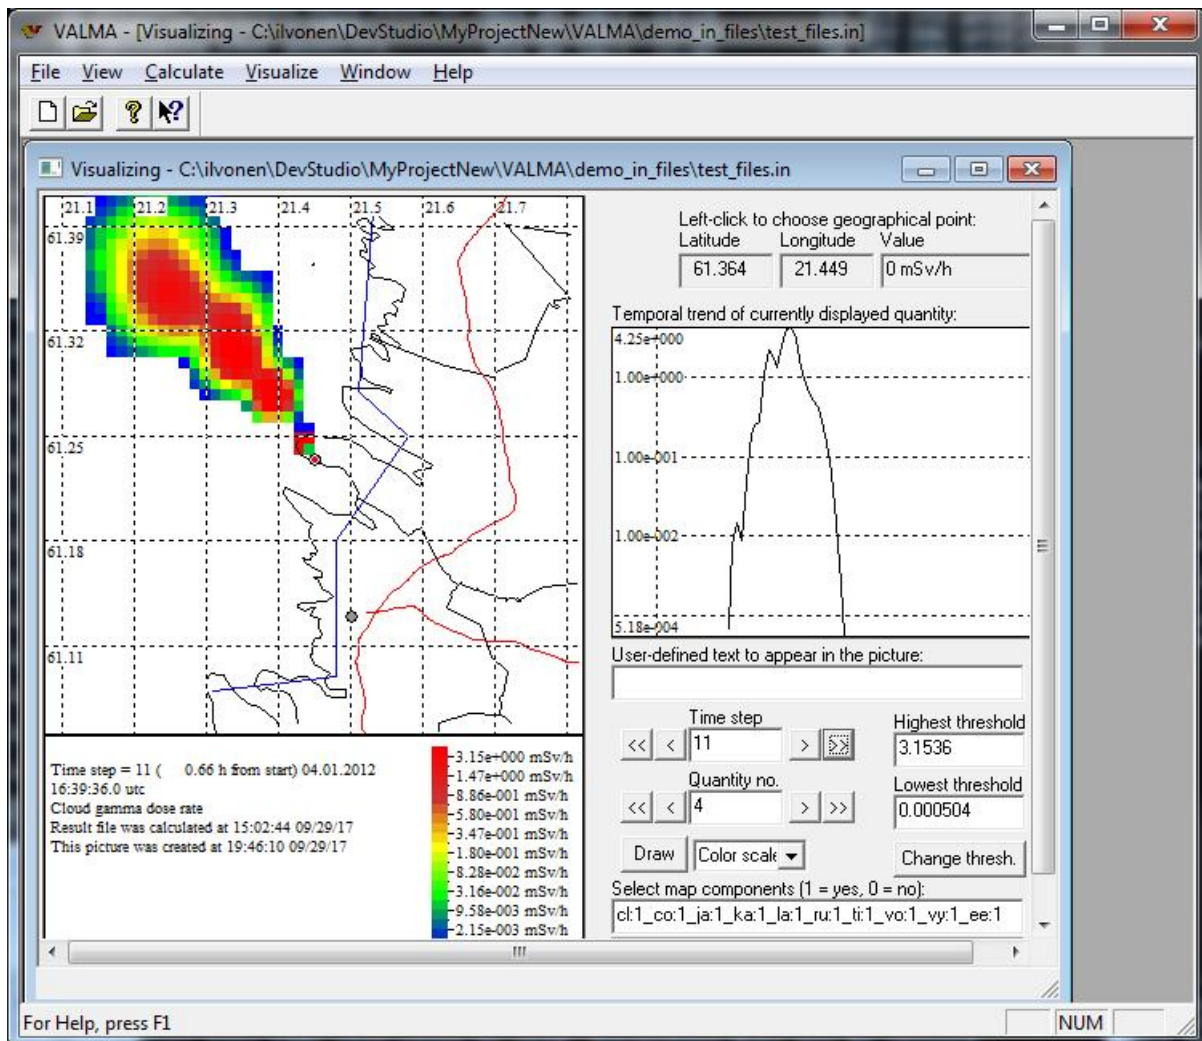 VALMA - [Visualizing - C:\ilvonen\DevStudio\MyProjectNew\VALMA\demo_in_files\test_files.in]
File View Calculate Visualize Window Help
Visualizing - C:\ilvonen\DevStudio\MyProjectNew\VALMA\demo_in_files\test_files.in
21.1 21.2 21.3 21.4 21.5 21.6 21.7
61.39
61.32
61.25
61.18
61.11
Time step = 11 ( 0.66 h from start) 04.01.2012
16:39:36.0 utc
Cloud gamma dose rate
Result file was calculated at 15:02:44 09/29/17
This picture was created at 19:46:10 09/29/17
3.15e+000 mSv/h
1.47e+000 mSv/h
8.86e-001 mSv/h
5.80e-001 mSv/h
3.47e-001 mSv/h
1.80e-001 mSv/h
8.28e-002 mSv/h
3.16e-002 mSv/h
9.58e-003 mSv/h
2.15e-003 mSv/h
Left-click to choose geographical point:
Latitude Longitude Value
61.364 21.449 0 mSv/h
Temporal trend of currently displayed quantity:
4.25e+000
1.00e+000
1.00e-001
1.00e-002
5.18e-004
User-defined text to appear in the picture:
Time step Highest threshold
<< < 11 > >> 3.1536
Quantity no. Lowest threshold
<< < 4 > >> 0.000504
Draw Color scale Change thresh.
Select map components (1 = yes, 0 = no):
cl:1_co:1_ja:1_ka:1_la:1_ru:1_ti:1_vo:1_vy:1_ee:1
For Help, press F1 NUM